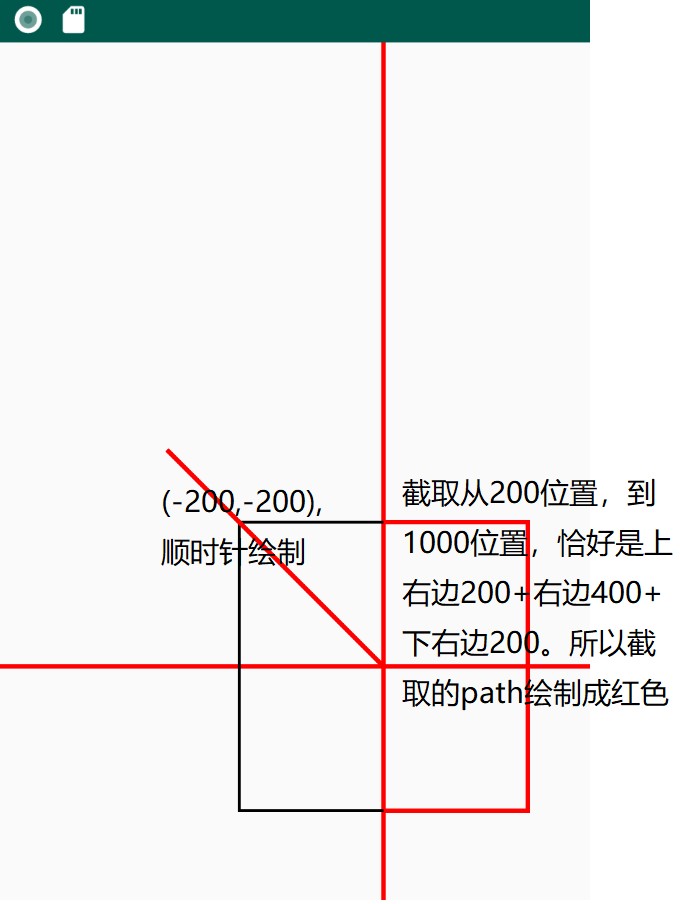 (-200,-200),
顺时针绘制
截取从200位置，到
1000位置，恰好是上
右边200+右边400+
下右边200。所以截
取的path绘制成红色